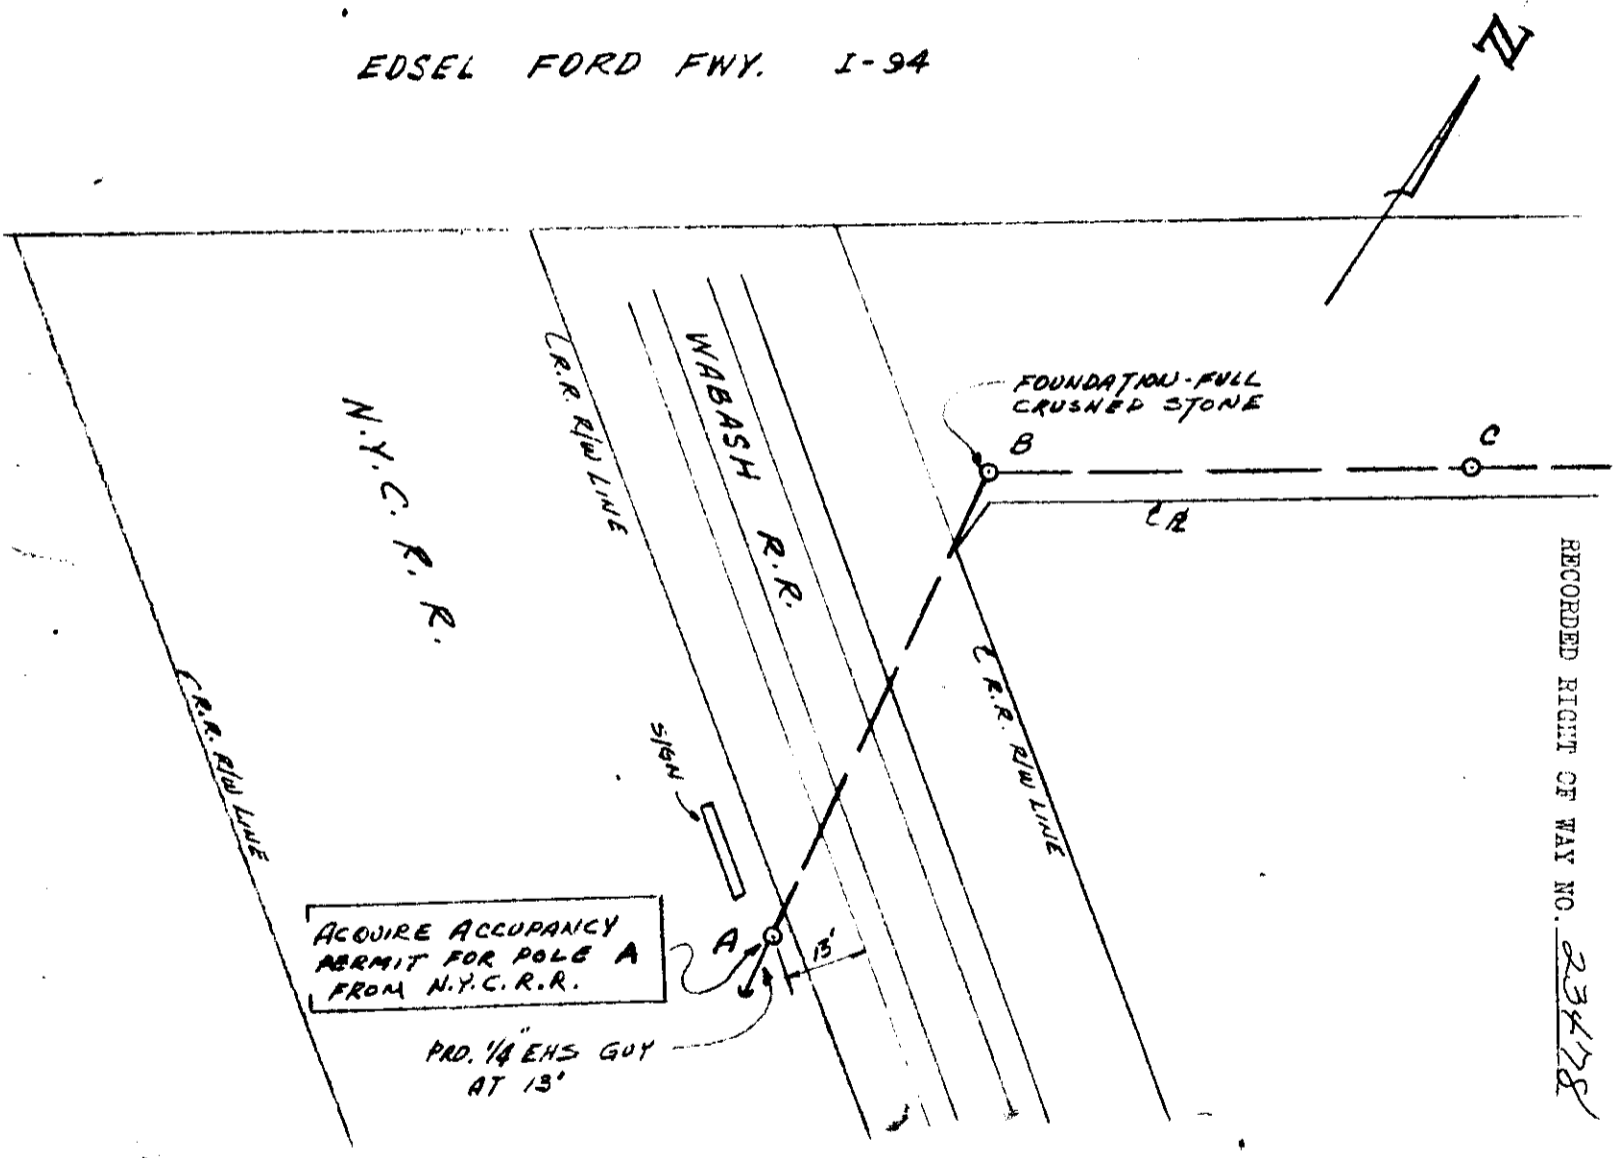 EDSEL FORD FWY. I-94
N
R.R. R/W LINE
WABASH R.R.
N.Y.C.R.R.
FOUNDATION-FULL
CRUSHED STONE
B
C
R.R. R/W LINE
R.R. R/W LINE
SIGN
ACQUIRE ACCUPANCY
PERMIT FOR POLE A
FROM N.Y.C.R.R.
A
13'
PRD. 1/4" EHS GUY
AT 13'
RECORDED RIGHT OF WAY NO. 23478